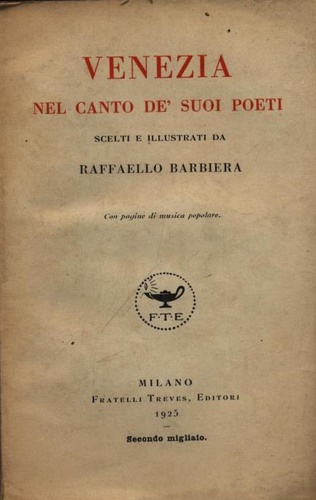 VENEZIA
NEL CANTO DE' SUOI POETI
SCELTI E ILLUSTRATI DA
RAFFAELLO BARBIERA
Con pagine di musica popolare.
F·T·E
MILANO
FRATELLI TREVES, EDITORI
1925
Secondo migliaio.